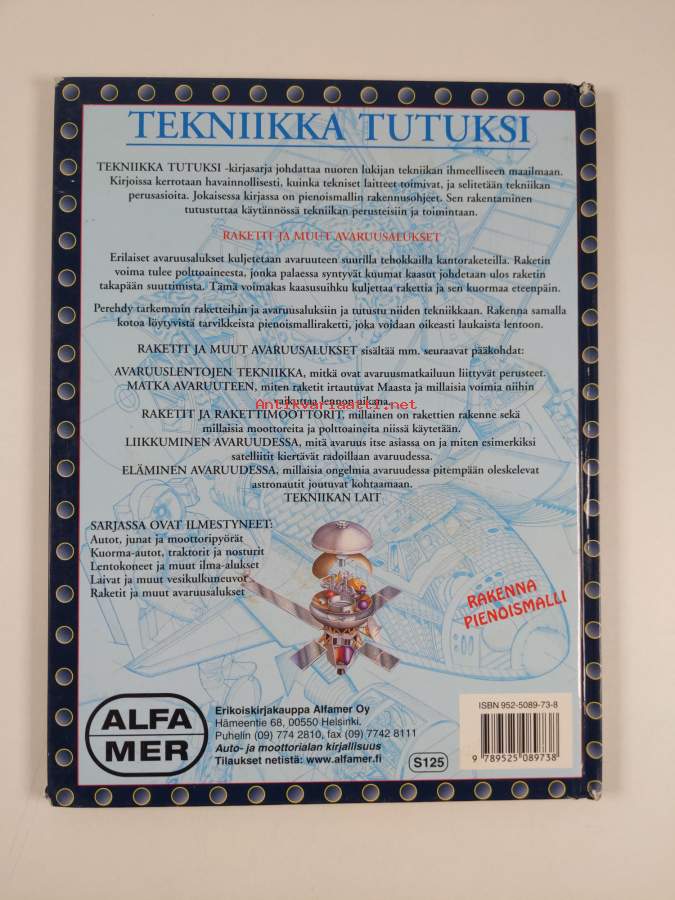 TEKNIIKKA TUTUKSI
TEKNIIKKA TUTUKSI -kirjasarja johdattaa nuoren lukijan tekniikan ihmeelliseen maailmaan.
Kirjoissa kerrotaan havainnollisesti, kuinka tekniset laitteet toimivat, ja selitetään tekniikan
perusasioita. Jokaisessa kirjassa on pienoismallin rakennusohjeet. Sen rakentaminen
tutustuttaa käytännössä tekniikan perusteisiin ja toimintaan.
RAKETIT JA MUUT AVARUUSALUKSET
Erilaiset avaruusalukset kuljetetaan avaruuteen suurilla tehokkailla kantoraketeilla. Raketin
voima tulee polttoaineesta, jonka palaessa syntyvät kuumat kaasut johdetaan ulos raketin
takapään suuttimista. Tämä voimakas kaasusuihku kuljettaa rakettia ja sen kuormaa eteenpäin.
Perehdy tarkemmin raketteihin ja avaruusaluksiin ja tutustu niiden tekniikkaan. Rakenna samalla
kotoa löytyvistä tarvikkeista pienoismalliraketti, joka voidaan oikeasti laukaista lentoon.
RAKETIT JA MUUT AVARUUSALUKSET sisältää mm. seuraavat pääkohdat:
AVARUUSLENTOJEN TEKNIIKKA, mitkä ovat avaruusmatkailuun liittyvät perusteet.
MATKA AVARUUTEEN, miten raketit irtautuvat Maasta ja millaisia voimia niihin
vaikuttaa lennon aikana.
Antikvariaatti.net
RAKETIT JA RAKETTIMOOTTORIT, millainen on rakettien rakenne sekä
millaisia moottoreita ja polttoaineita niissä käytetään.
LIIKKUMINEN AVARUUDESSA, mitä avaruus itse asiassa on ja miten esimerkiksi
satelliitit kiertävät radoillaan avaruudessa.
ELÄMINEN AVARUUDESSA, millaisia ongelmia avaruudessa pitempään oleskelevat
astronautit joutuvat kohtaamaan.
TEKNIIKAN LAIT
SARJASSA OVAT ILMESTYNEET:
Autot, junat ja moottoripyörät
Kuorma-autot, traktorit ja nosturit
Lentokoneet ja muut ilma-alukset
Laivat ja muut vesikulkuneuvot
Raketit ja muut avaruusalukset
RAKENNA
PIENOISMALLI
ALFA
MER
Erikoiskirjakauppa Alfamer Oy
Hämeentie 68, 00550 Helsinki.
Puhelin (09) 774 2810, fax (09) 7742 8111
Auto- ja moottorialan kirjallisuus
Tilaukset netistä: www.alfamer.fi
S125
ISBN 952-5089-73-8
9 789525 089738